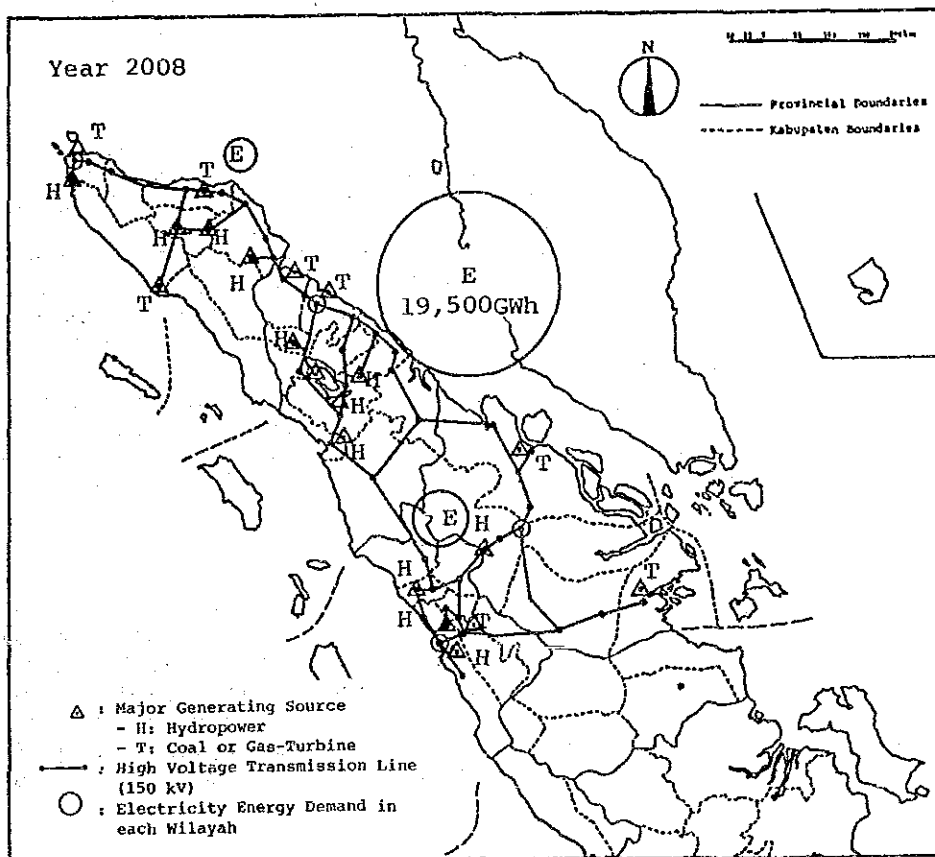 Year 2008
N
Provincial Boundaries
Kabupaten Boundaries
T
E
T
H
H
H
T
H
T
T
E
19,500GWh
H
H
H
H
T
E
H
H
T
H
T
H
: Major Generating Source
- H: Hydropower
- T: Coal or Gas-Turbine
: High Voltage Transmission Line
(150 kV)
: Electricity Energy Demand in
each Wilayah